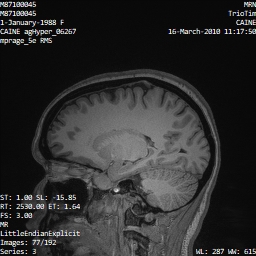 M87100045
MRN
M87100045
TrioTim
1-January-1988 F
CAINE
CAINE agHyper_06267
16-March-2010 11:17:50
mprage_5e RMS
ST: 1.00 SL: -15.85
RT: 2530.00 ET: 1.64
FS: 3.00
MR
LittleEndianExplicit
Images: 77/192
Series: 3
WL: 287 WW: 615